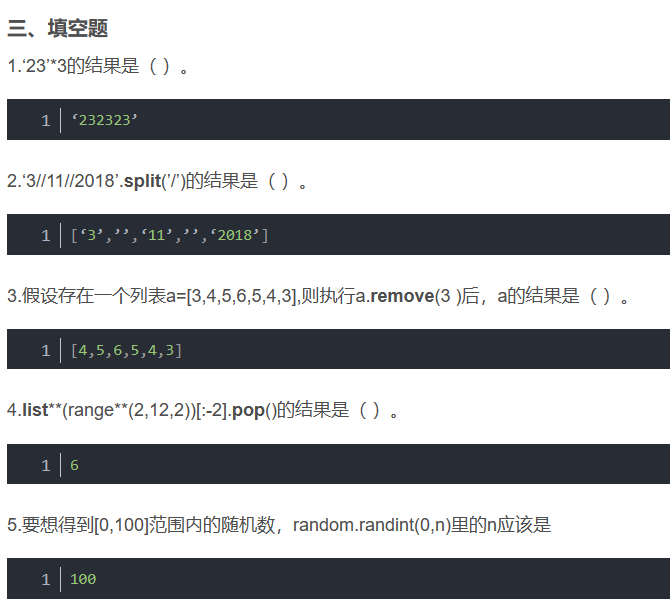 三、填空题
1.‘23’*3的结果是（ ）。
1 ‘232323’
2.‘3//11//2018’.split(’/’)的结果是（ ）。
1 [‘3’,’’,‘11’,’’,‘2018’]
3.假设存在一个列表a=[3,4,5,6,5,4,3],则执行a.remove(3 )后，a的结果是（ ）。
1 [4,5,6,5,4,3]
4.list**(range**(2,12,2))[:-2].pop()的结果是（ ）。
1 6
5.要想得到[0,100]范围内的随机数，random.randint(0,n)里的n应该是
1 100